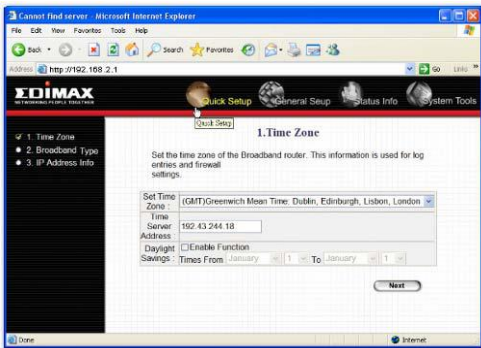 Cannot find server - Microsoft Internet Explorer
File Edit View Favorites Tools Help
Back Search Favorites
Address http://192.168.2.1 Go Links »
EDIMAX
NETWORKING PEOPLE TOGETHER
Quick Setup General Seup Status Info System Tools
Quick Setup
1. Time Zone
2. Broadband Type
3. IP Address Info
1.Time Zone
Set the time zone of the Broadband router. This information is used for log
entries and firewall
settings.
Set Time Zone : (GMT)Greenwich Mean Time: Dublin, Edinburgh, Lisbon, London
Time Server Address : 192.43.244.18
Daylight Savings : Enable Function
Times From January 1 To January 1
Next
Done Internet